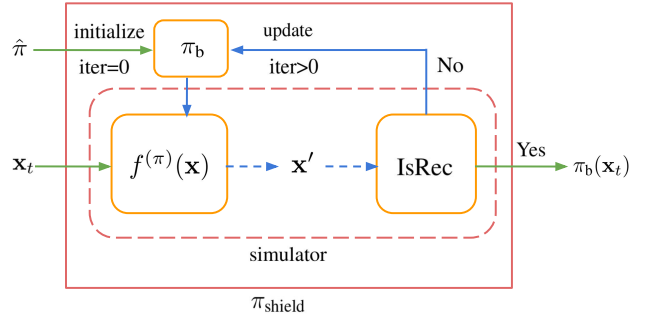 initialize
update
π̂
π_b
iter=0
iter>0
No
x_t
f^(π)(x)
x′
IsRec
Yes
π_b(x_t)
simulator
π_shield